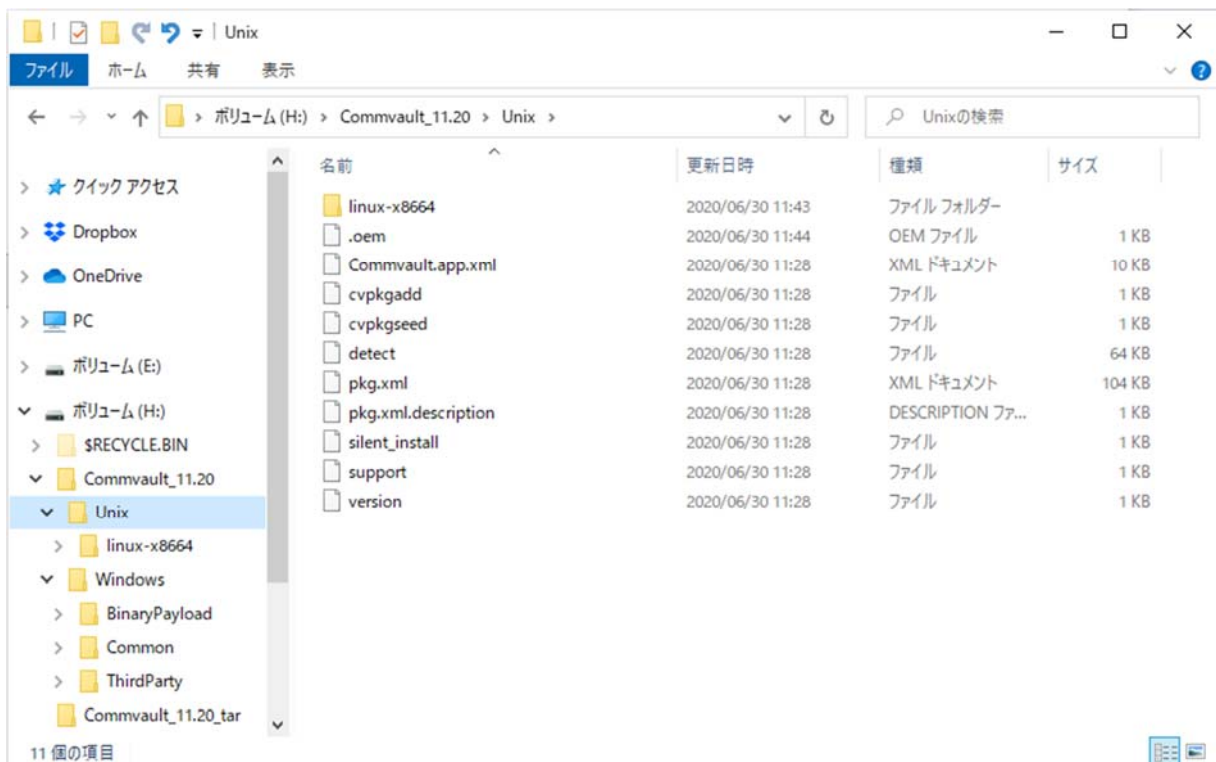 Unix
ファイル ホーム 共有 表示
ボリューム (H:) > Commvault_11.20 > Unix > Unixの検索
名前 更新日時 種類 サイズ
クイック アクセス
Dropbox
OneDrive
PC
ボリューム (E:)
ボリューム (H:)
$RECYCLE.BIN
Commvault_11.20
Unix
linux-x8664
Windows
BinaryPayload
Common
ThirdParty
Commvault_11.20_tar
linux-x8664 2020/06/30 11:43 ファイル フォルダー
.oem 2020/06/30 11:44 OEM ファイル 1 KB
Commvault.app.xml 2020/06/30 11:28 XML ドキュメント 10 KB
cvpkgadd 2020/06/30 11:28 ファイル 1 KB
cvpkgseed 2020/06/30 11:28 ファイル 1 KB
detect 2020/06/30 11:28 ファイル 64 KB
pkg.xml 2020/06/30 11:28 XML ドキュメント 104 KB
pkg.xml.description 2020/06/30 11:28 DESCRIPTION ファ... 1 KB
silent_install 2020/06/30 11:28 ファイル 1 KB
support 2020/06/30 11:28 ファイル 1 KB
version 2020/06/30 11:28 ファイル 1 KB
11 個の項目